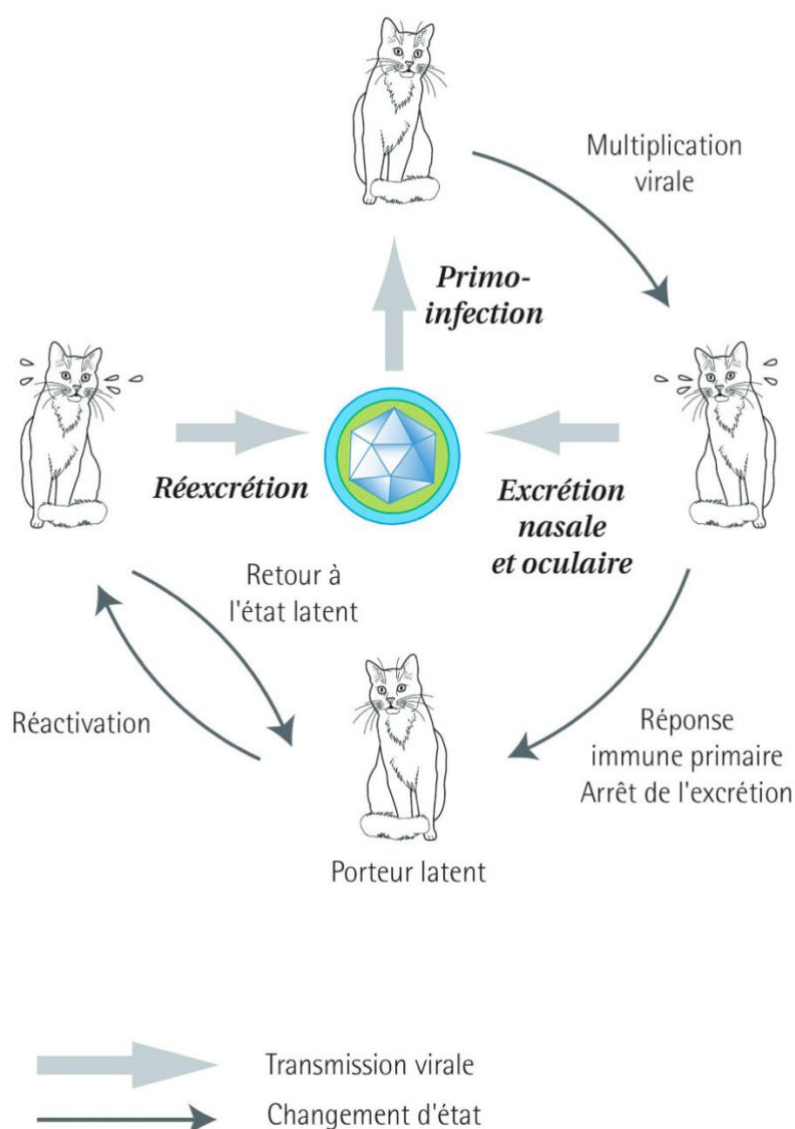 Multiplication
virale
Primo-
infection
Réexcrétion
Excrétion
nasale
et oculaire
Retour à
l'état latent
Réactivation
Réponse
immune primaire
Arrêt de l'excrétion
Porteur latent
Transmission virale
Changement d'état